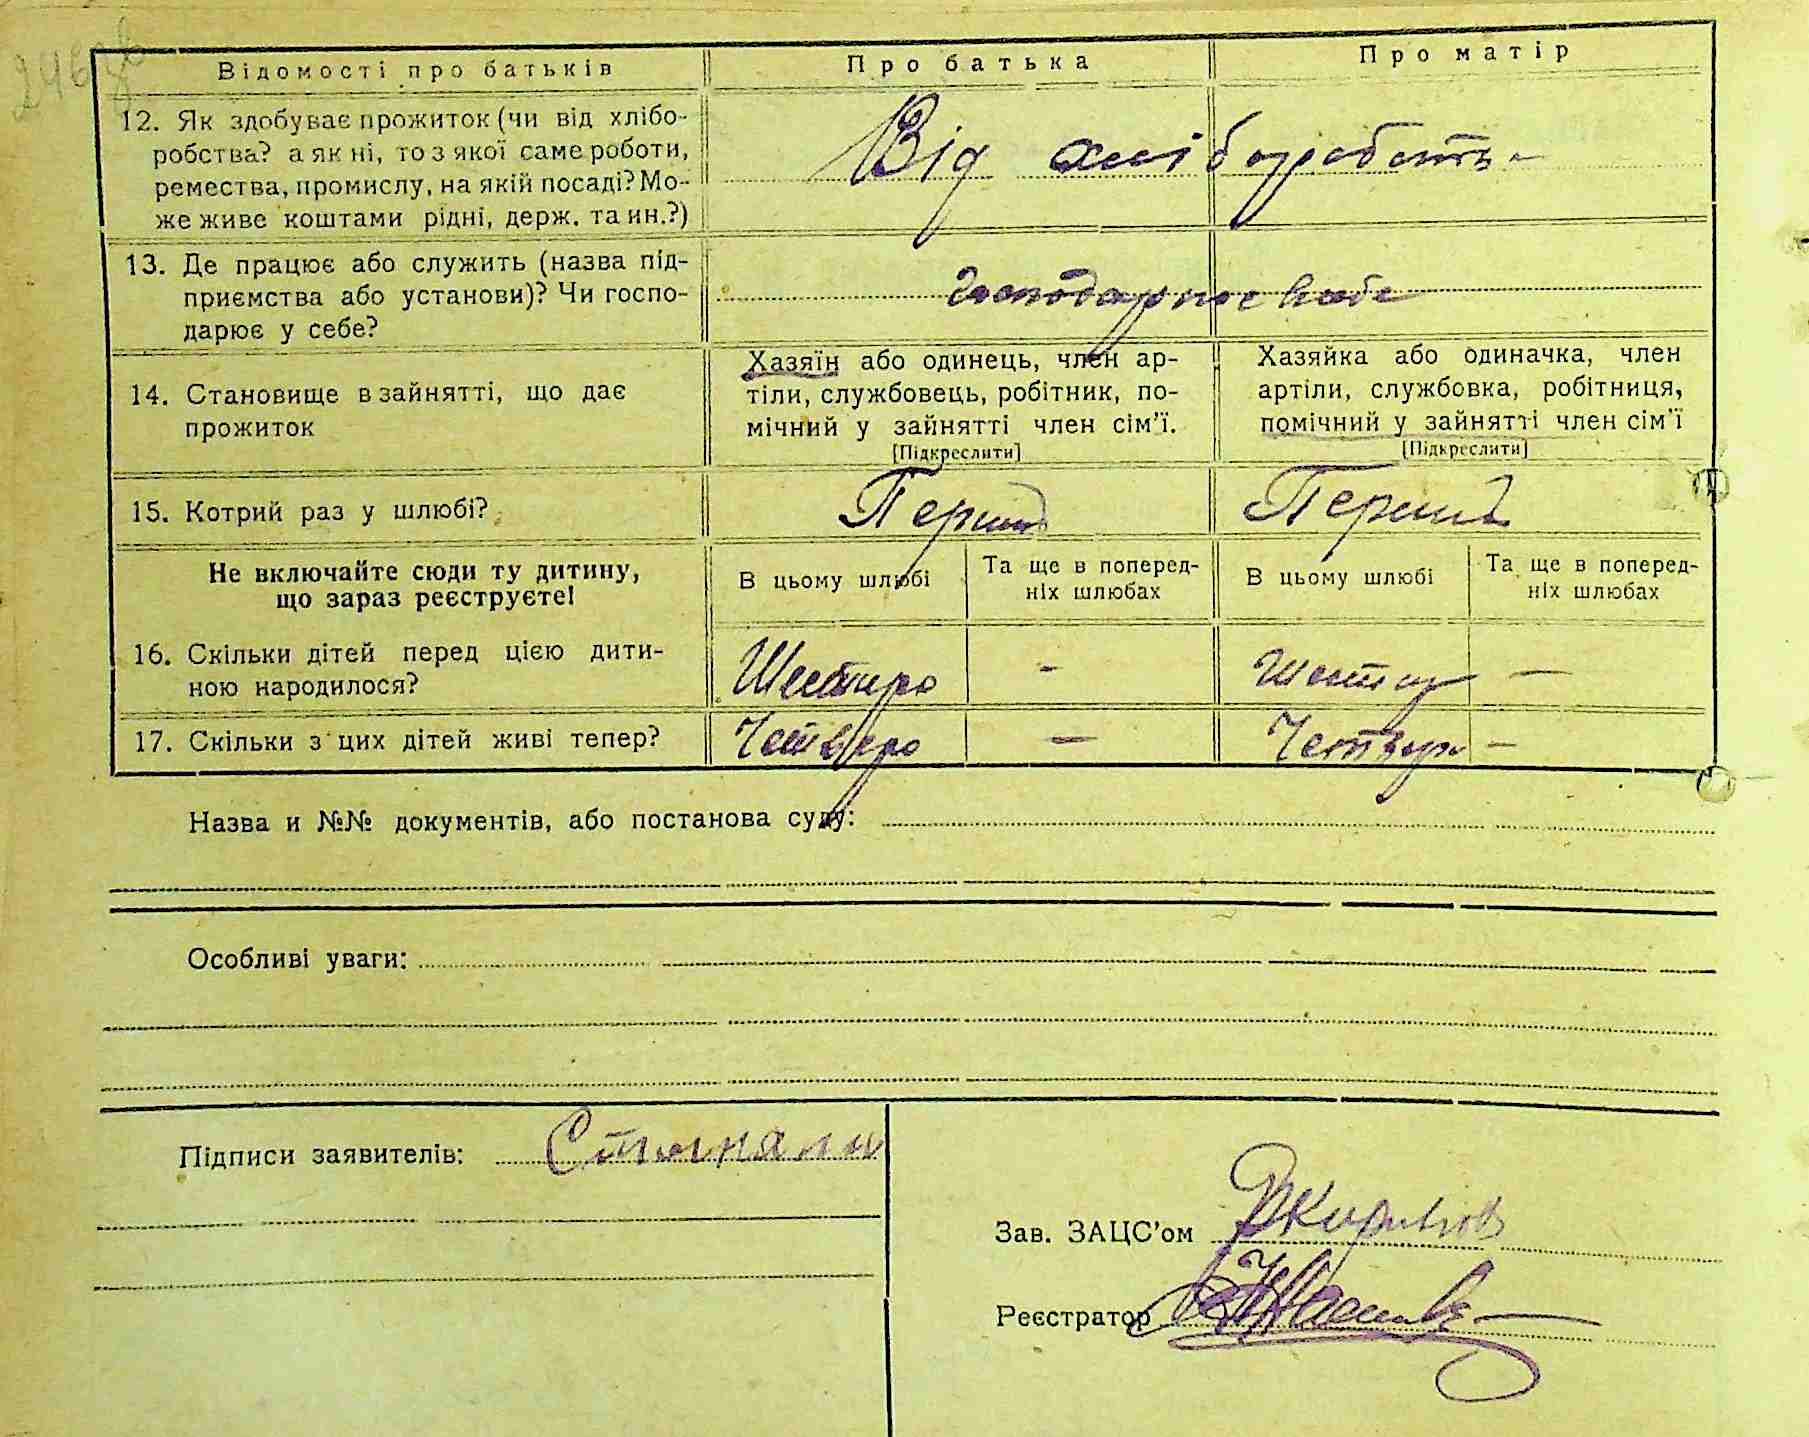 Відомості про батьків Про батька Про матір
12. Як здобуває прожиток (чи від хлібо-
робства? а як ні, то з якої саме роботи,
ремества, промислу, на якій посаді? Мо-
же живе коштами рідні, держ. та ин.?)
Від хліборобства
13. Де працює або служить (назва під-
приємства або установи)? Чи госпо-
дарює у себе?
14. Становище в зайнятті, що дає
прожиток
Хазяїн або одинець, член ар-
тіли, службовець, робітник, по-
мічний у зайнятті член сім'ї.
[Підкреслити]
Хазяйка або одиначка, член
артіли, службовка, робітниця,
помічний у зайнятті член сім'ї
[Підкреслити]
15. Котрий раз у шлюбі? Перший Перший
Не включайте сюди ту дитину,
що зараз реєструєте!
В цьому шлюбі
Та ще в поперед-
ніх шлюбах
В цьому шлюбі
Та ще в поперед-
ніх шлюбах
16. Скільки дітей перед цією дити-
ною народилося?
Шестеро - Шестеро —
17. Скільки з цих дітей живі тепер? Четверо — Четверо —
Назва и №№ документів, або постанова суду:
Особливі уваги:
Підписи заявителів:
Зав. ЗАЦС'ом
Реєстратор